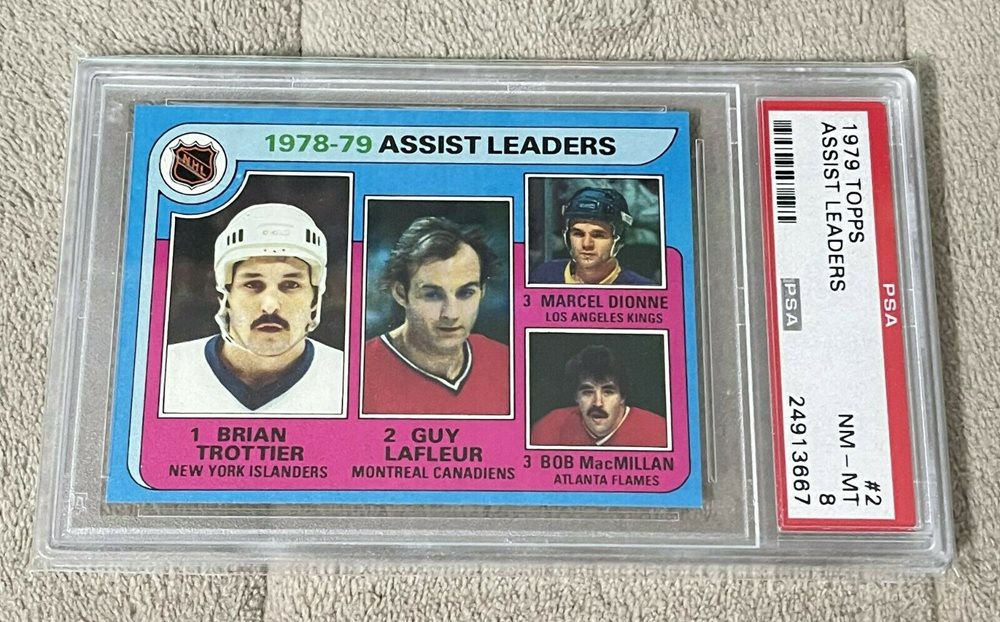 1978-79 ASSIST LEADERS
NHL
1 BRIAN
TROTTIER
NEW YORK ISLANDERS
2 GUY
LAFLEUR
MONTREAL CANADIENS
3 MARCEL DIONNE
LOS ANGELES KINGS
3 BOB MacMILLAN
ATLANTA FLAMES
PSA
1979 TOPPS #2
ASSIST LEADERS NM - MT 8
PSA 24913667